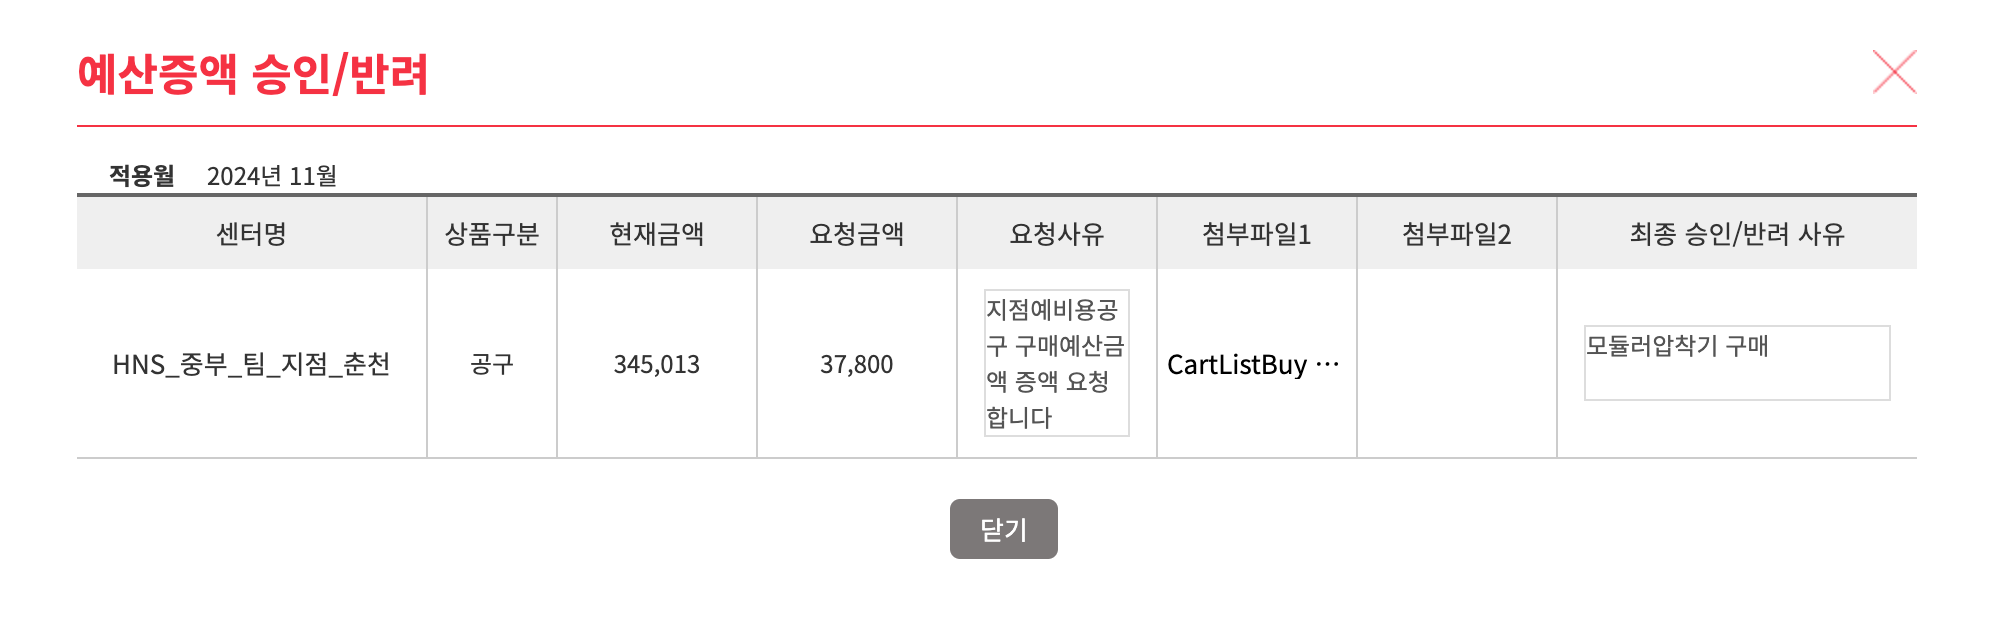 예산증액 승인/반려
적용월 2024년 11월
센터명 상품구분 현재금액 요청금액 요청사유 첨부파일1 첨부파일2 최종 승인/반려 사유
HNS_중부_팀_지점_춘천 공구 345,013 37,800
지점예비용공
구 구매예산금
액 증액 요청
합니다
CartListBuy ···
모듈러압착기 구매
닫기